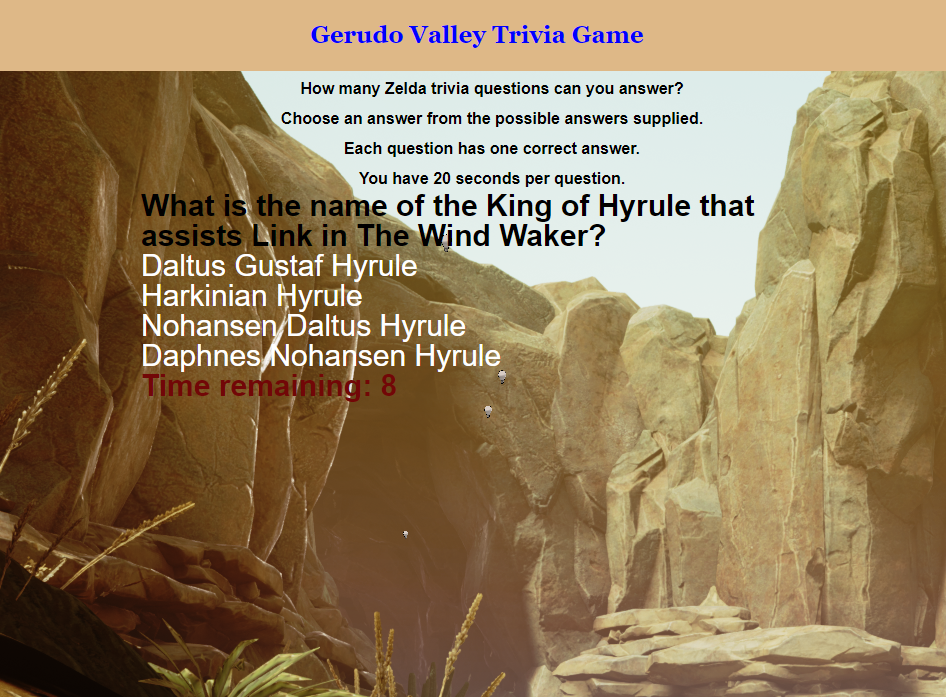 Gerudo Valley Trivia Game
How many Zelda trivia questions can you answer?
Choose an answer from the possible answers supplied.
Each question has one correct answer.
You have 20 seconds per question.
What is the name of the King of Hyrule that
assists Link in The Wind Waker?
Daltus Gustaf Hyrule
Harkinian Hyrule
Nohansen Daltus Hyrule
Daphnes Nohansen Hyrule
Time remaining: 8